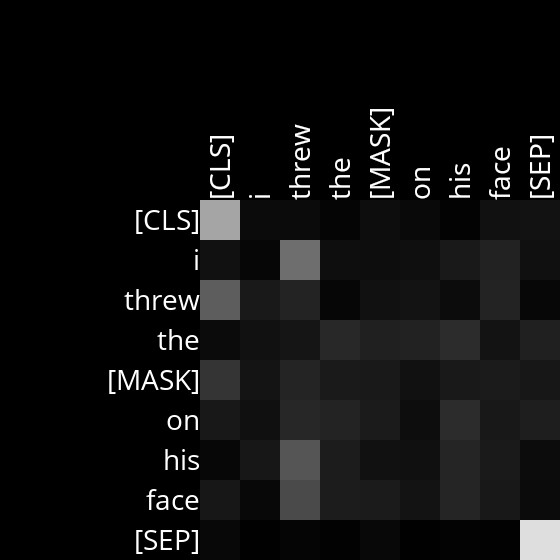 [CLS] i threw the [MASK] on his face [SEP]
[CLS]
i
threw
the
[MASK]
on
his
face
[SEP]